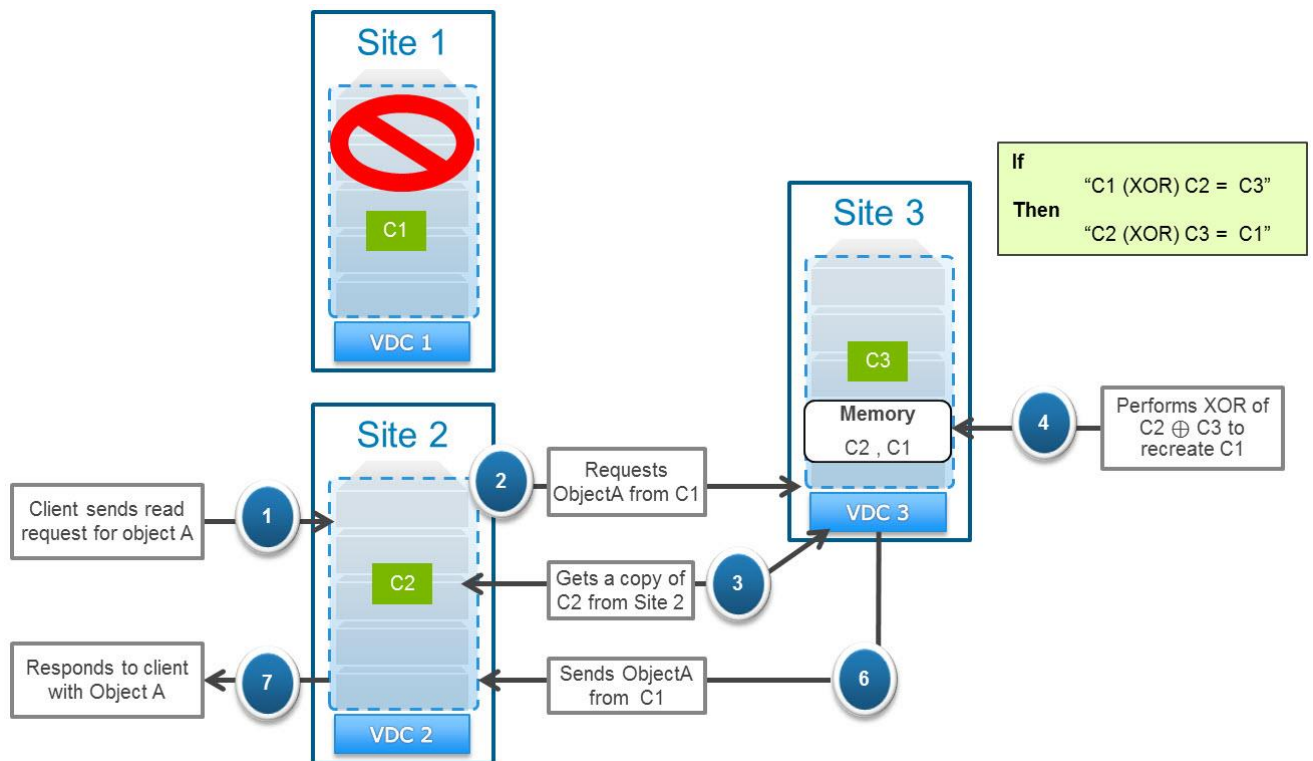 Site 1
C1
VDC 1
If
“C1 (XOR) C2 = C3”
Then
“C2 (XOR) C3 = C1”
Site 3
C3
Memory
C2 , C1
VDC 3
4
Performs XOR of
C2 ⊕ C3 to
recreate C1
Site 2
C2
VDC 2
Client sends read
request for object A
1
2
Requests
ObjectA from C1
Gets a copy of
C2 from Site 2
3
Sends ObjectA
from C1
6
Responds to client
with Object A
7